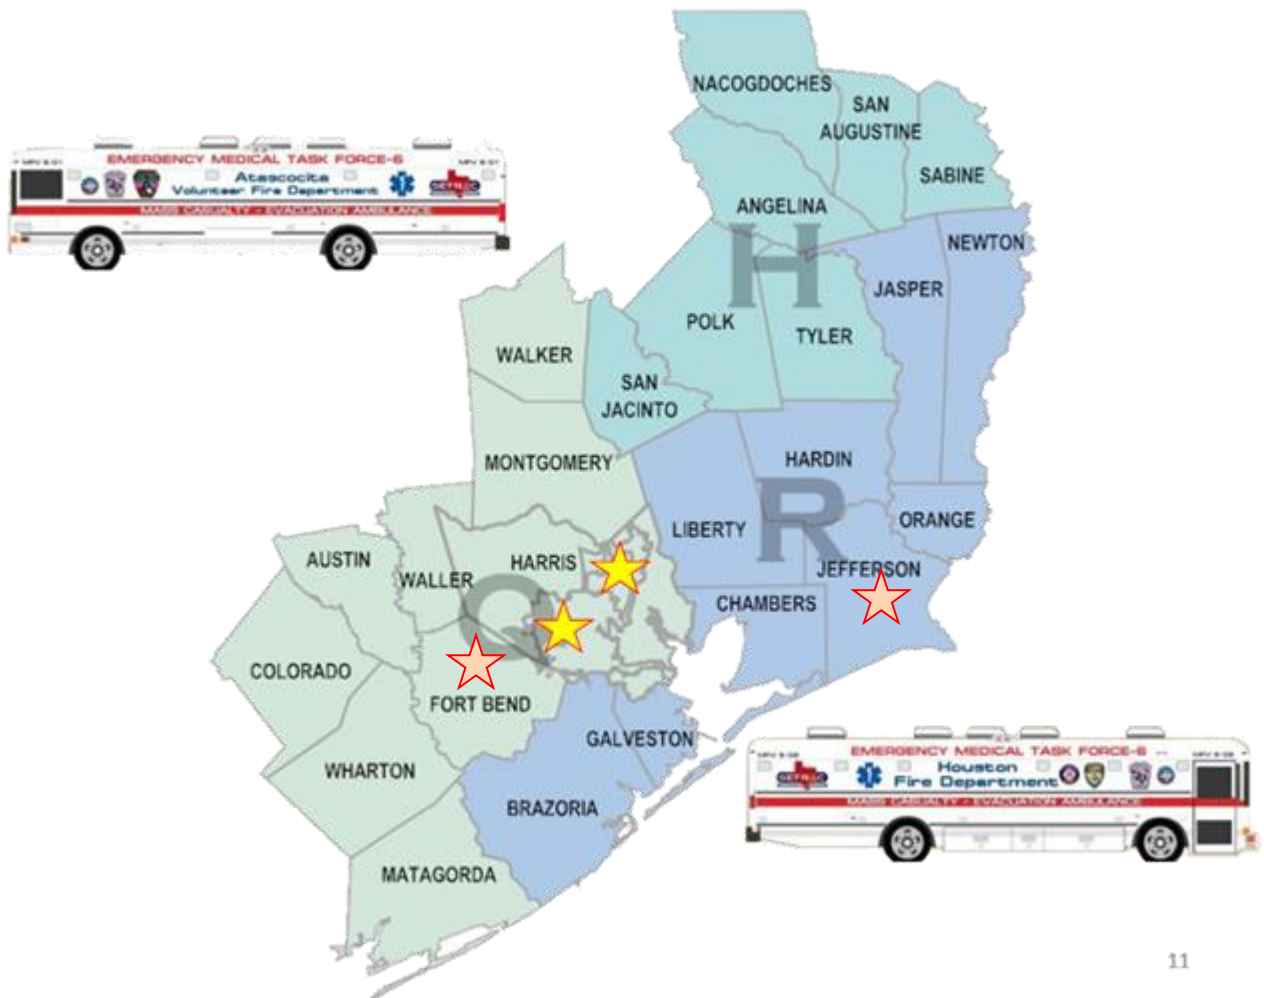 NACOGDOCHES
SAN
AUGUSTINE
SABINE
EMERGENCY MEDICAL TASK FORCE-6
Atascocita
Volunteer Fire Department
MASS CASUALTY - EVACUATION AMBULANCE
ANGELINA
H
NEWTON
JASPER
POLK
TYLER
WALKER
SAN
JACINTO
MONTGOMERY
HARDIN
R
LIBERTY
ORANGE
AUSTIN
HARRIS
WALLER
JEFFERSON
Q
CHAMBERS
COLORADO
FORT BEND
GALVESTON
WHARTON
BRAZORIA
MATAGORDA
EMERGENCY MEDICAL TASK FORCE-6
Houston
Fire Department
MASS CASUALTY - EVACUATION AMBULANCE
11